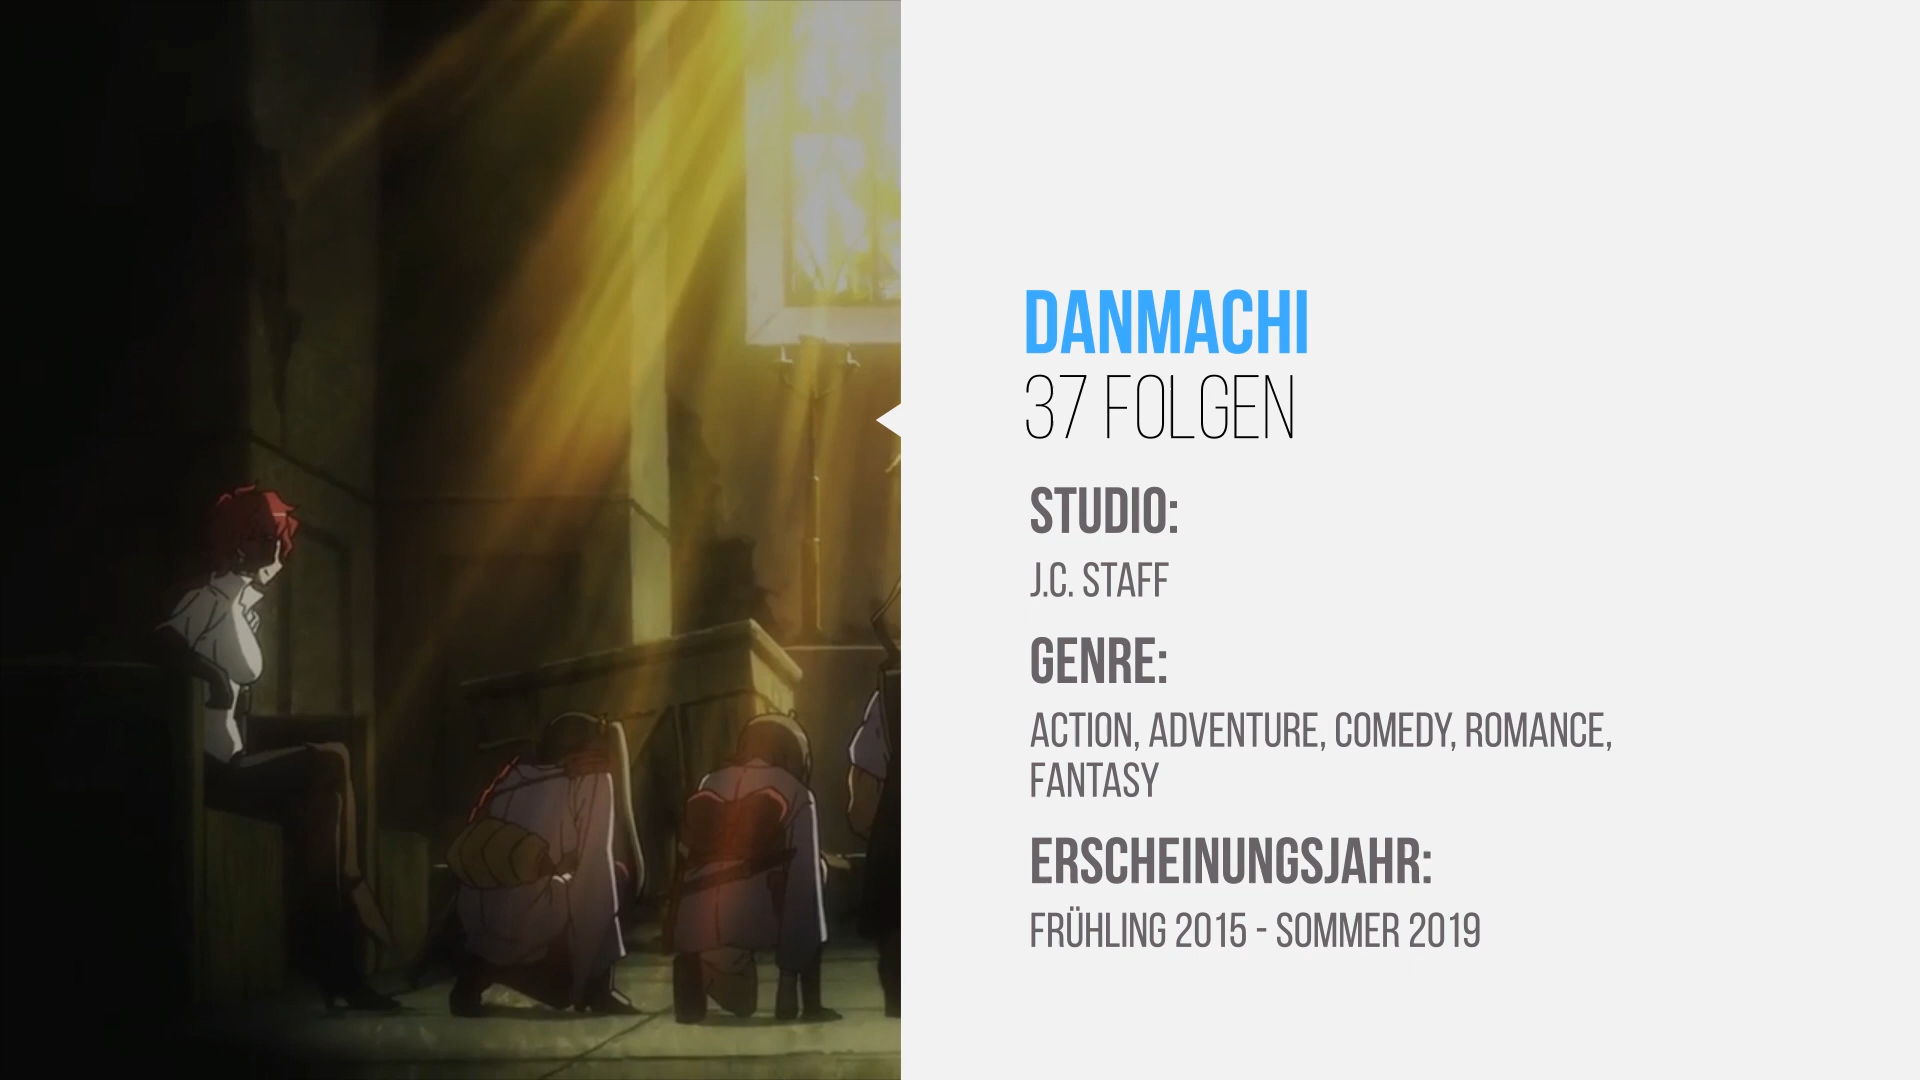 DANMACHI
37 FOLGEN
STUDIO:
J.C. STAFF
GENRE:
ACTION, ADVENTURE, COMEDY, ROMANCE,
FANTASY
ERSCHEINUNGSJAHR:
FRÜHLING 2015 - SOMMER 2019